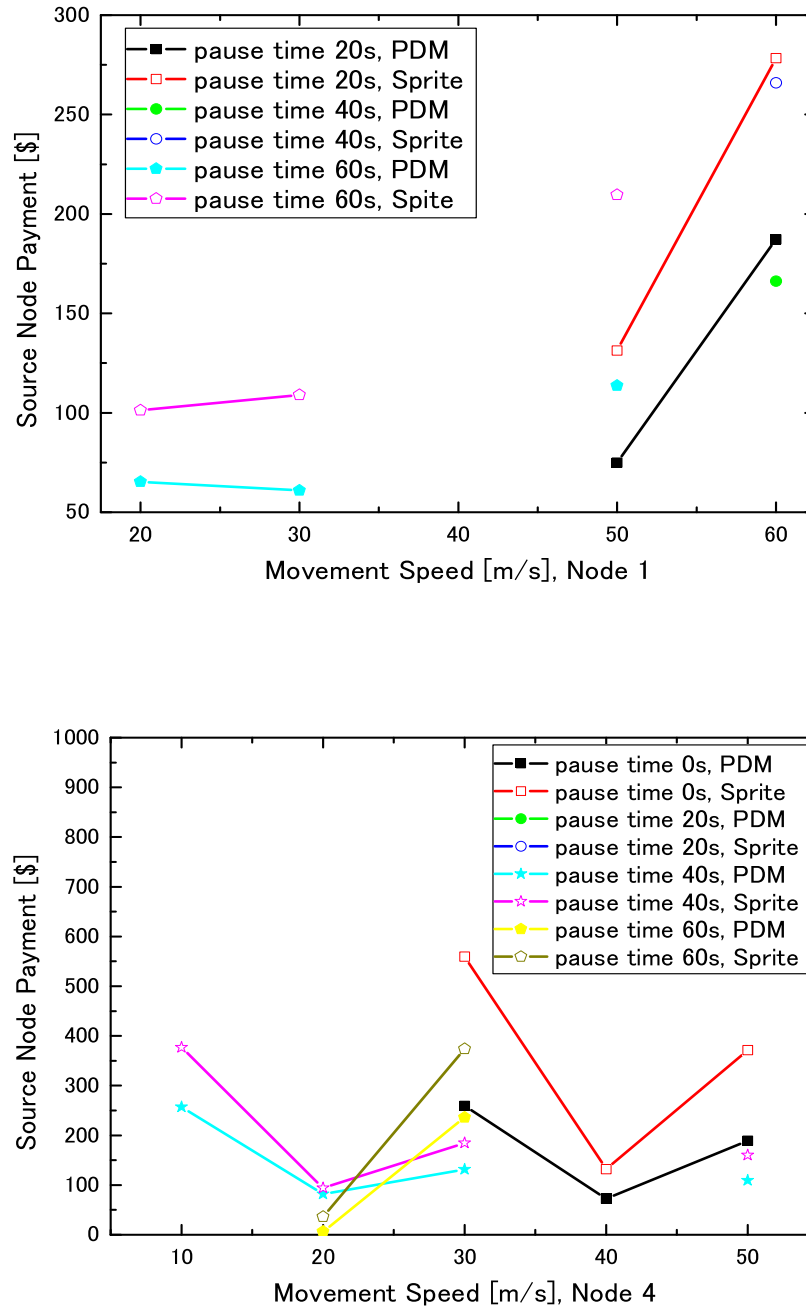 300
250
200
150
100
50
Source Node Payment [$]
pause time 20s, PDM
pause time 20s, Sprite
pause time 40s, PDM
pause time 40s, Sprite
pause time 60s, PDM
pause time 60s, Spite
20 30 40 50 60
Movement Speed [m/s], Node 1
1000
900
800
700
600
500
400
300
200
100
0
Source Node Payment [$]
pause time 0s, PDM
pause time 0s, Sprite
pause time 20s, PDM
pause time 20s, Sprite
pause time 40s, PDM
pause time 40s, Sprite
pause time 60s, PDM
pause time 60s, Sprite
10 20 30 40 50
Movement Speed [m/s], Node 4